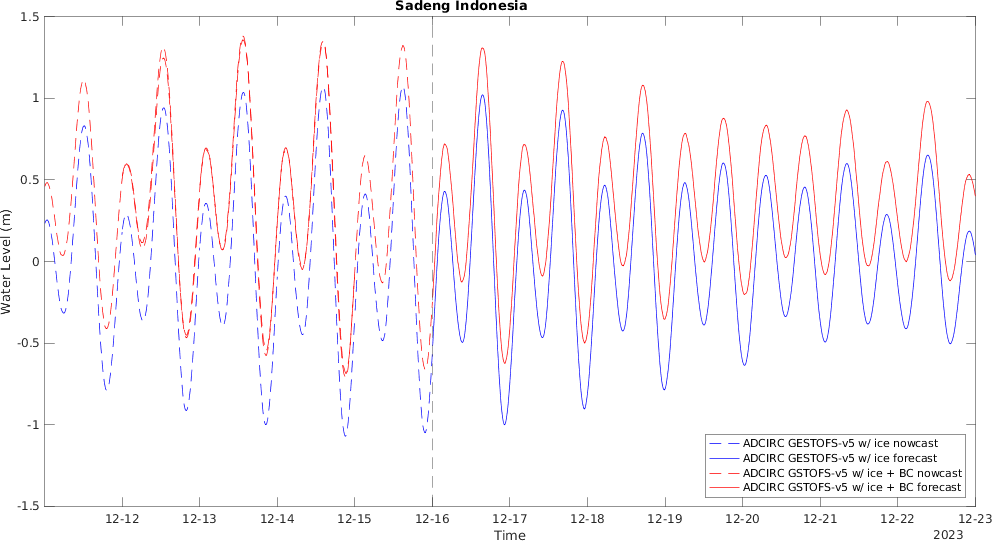 Sadeng Indonesia
1.5
1
0.5
0
-0.5
-1
-1.5
Water Level (m)
12-12
12-13
12-14
12-15
12-16
12-17
12-18
12-19
12-20
12-21
12-22
12-23
Time
2023
ADCIRC GESTOFS-v5 w/ ice nowcast
ADCIRC GESTOFS-v5 w/ ice forecast
ADCIRC GSTOFS-v5 w/ ice + BC nowcast
ADCIRC GSTOFS-v5 w/ ice + BC forecast